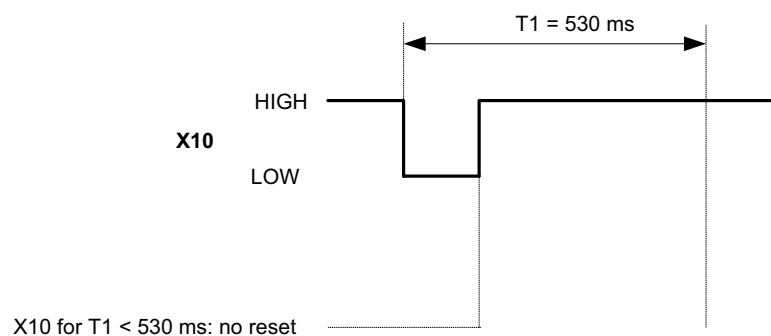 T1 = 530 ms
HIGH
X10
LOW
X10 for T1 < 530 ms: no reset